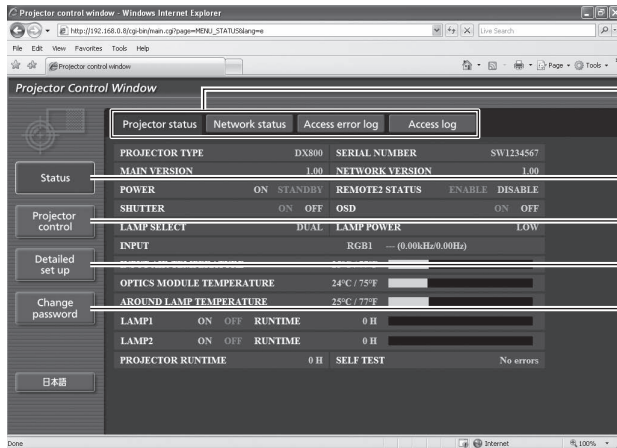 Projector control window - Windows Internet Explorer
http://192.168.0.8/cgi-bin/main.cgi?page=MENU_STATUS&lang=e
Live Search
File Edit View Favorites Tools Help
Projector control window
Page Tools
Projector Control Window
Projector status Network status Access error log Access log
PROJECTOR TYPE DX800 SERIAL NUMBER SW1234567
MAIN VERSION 1.00 NETWORK VERSION 1.00
Status
POWER ON STANDBY REMOTE2 STATUS ENABLE DISABLE
SHUTTER ON OFF OSD ON OFF
Projector control
LAMP SELECT DUAL LAMP POWER LOW
INPUT RGB1 — (0.00kHz/0.00Hz)
Detailed set up
OPTICS MODULE TEMPERATURE 24°C / 75°F
Change password
AROUND LAMP TEMPERATURE 25°C / 77°F
LAMP1 ON OFF RUNTIME 0 H
LAMP2 ON OFF RUNTIME 0 H
PROJECTOR RUNTIME 0 H SELF TEST No errors
日本語
Done Internet 100%